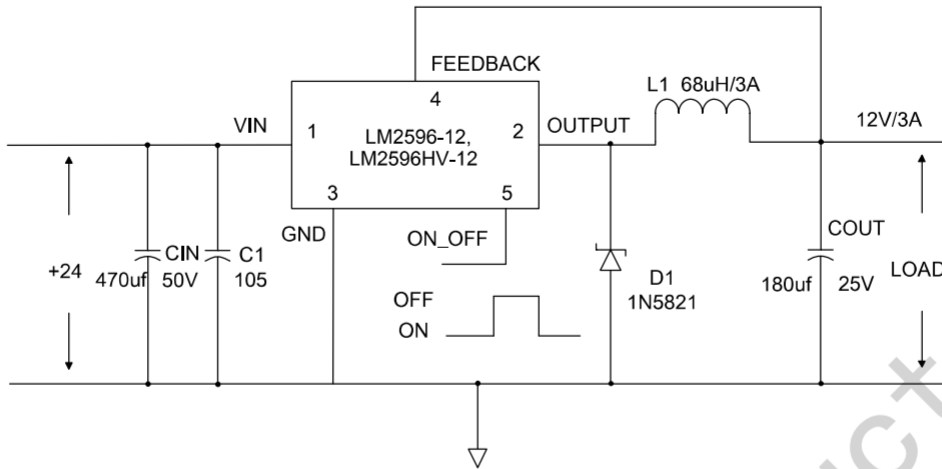 FEEDBACK
4
L1 68uH/3A
VIN
1
LM2596-12,
LM2596HV-12
2
OUTPUT
12V/3A
3
5
GND
ON_OFF
COUT
+24
CIN
470uf 50V
C1
105
OFF
ON
D1
1N5821
180uf 25V
LOAD
uct